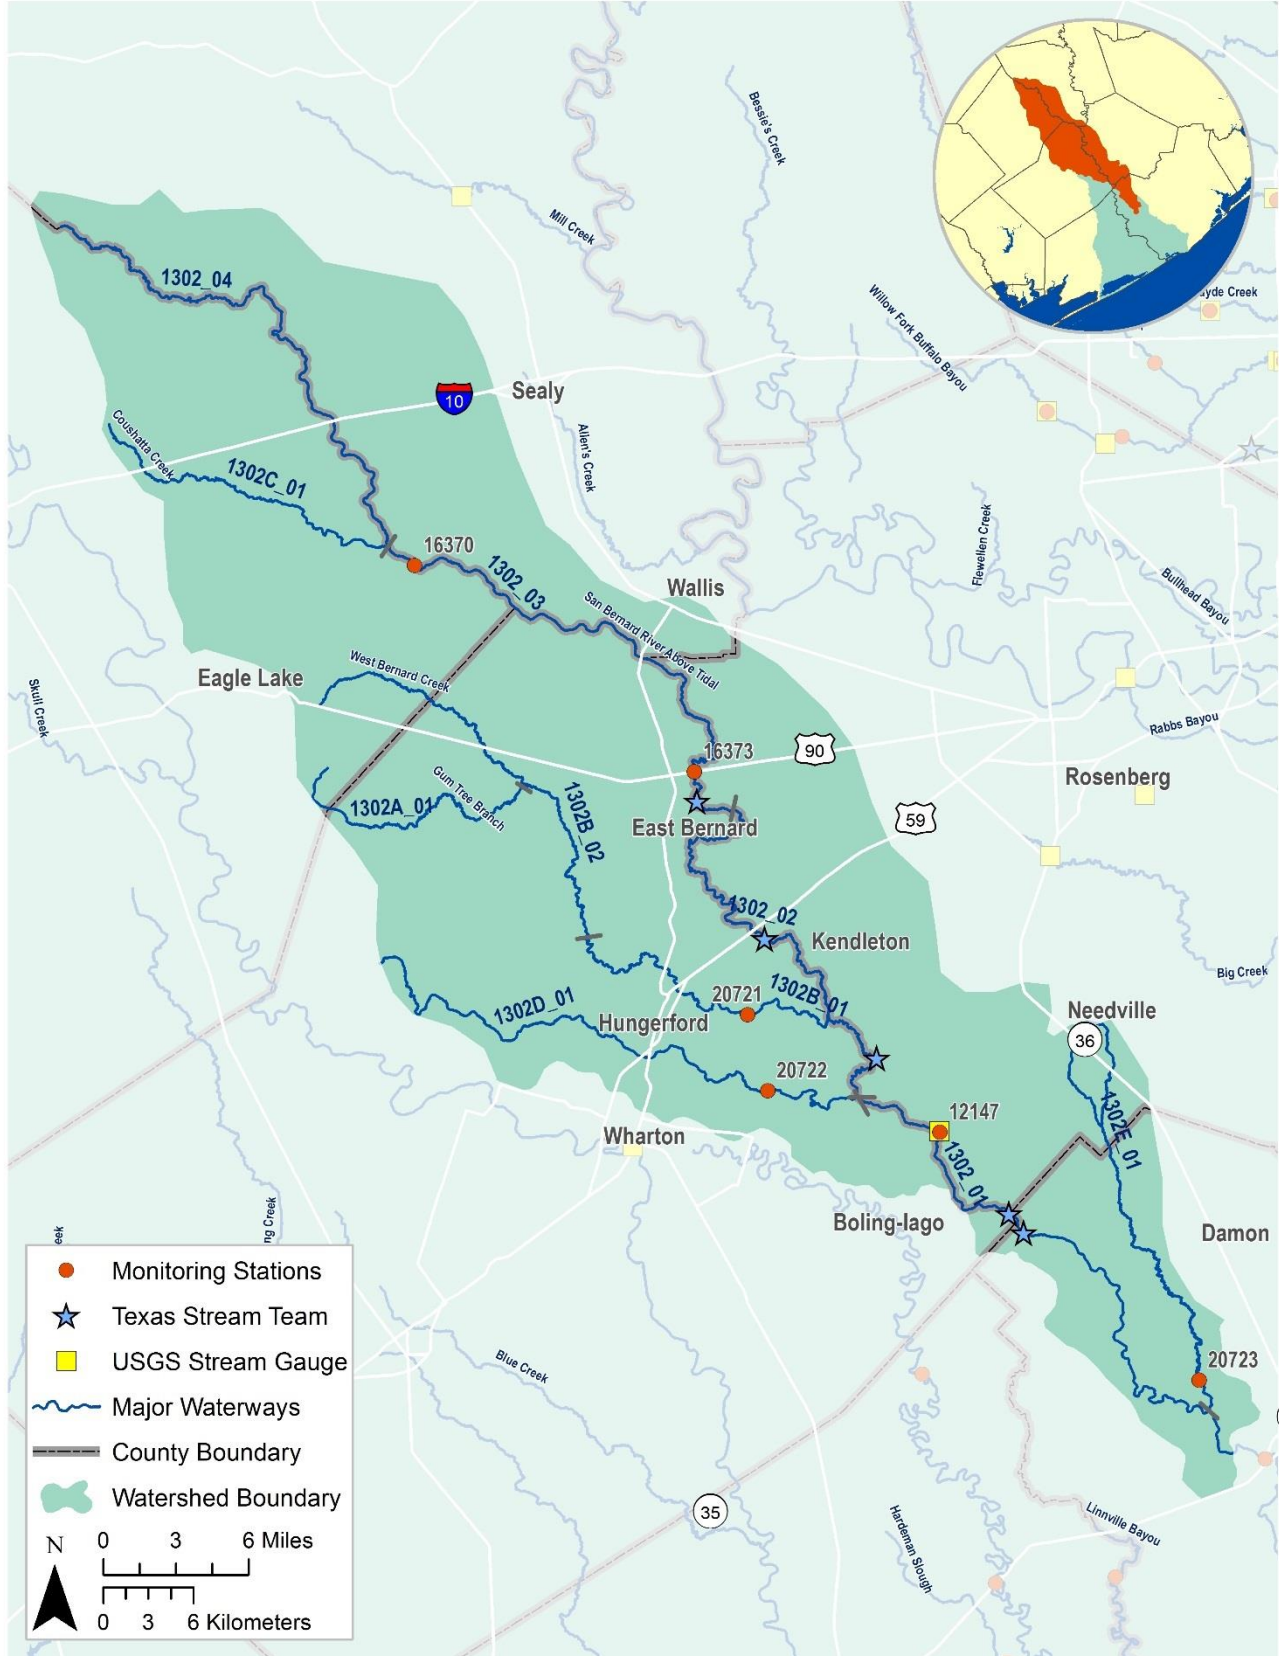 Bessie's Creek
Mill Creek
1302_04
Willow Fork Buffalo Bayou
ayde Creek
10
Sealy
Coushatta Creek
Allen's Creek
1302C_01
Flewellen Creek
16370
1302_03
Wallis
Bullhead Bayou
San Bernard River Above Tidal
West Bernard Creek
Eagle Lake
Skull Creek
Rabbs Bayou
16373
90
Rosenberg
Gum Tree Branch
1302A_01
1302B_02
59
East Bernard
1302_02
Kendleton
Big Creek
1302D_01
20721
1302B_01
Hungerford
Needville
36
20722
12147
1302E_01
Wharton
1302_01
Boling-Iago
Damon
eek
ng Creek
20723
Blue Creek
35
Hardeman Slough
Linnville Bayou
Monitoring Stations
Texas Stream Team
USGS Stream Gauge
Major Waterways
County Boundary
Watershed Boundary
N
0 3 6 Miles
0 3 6 Kilometers